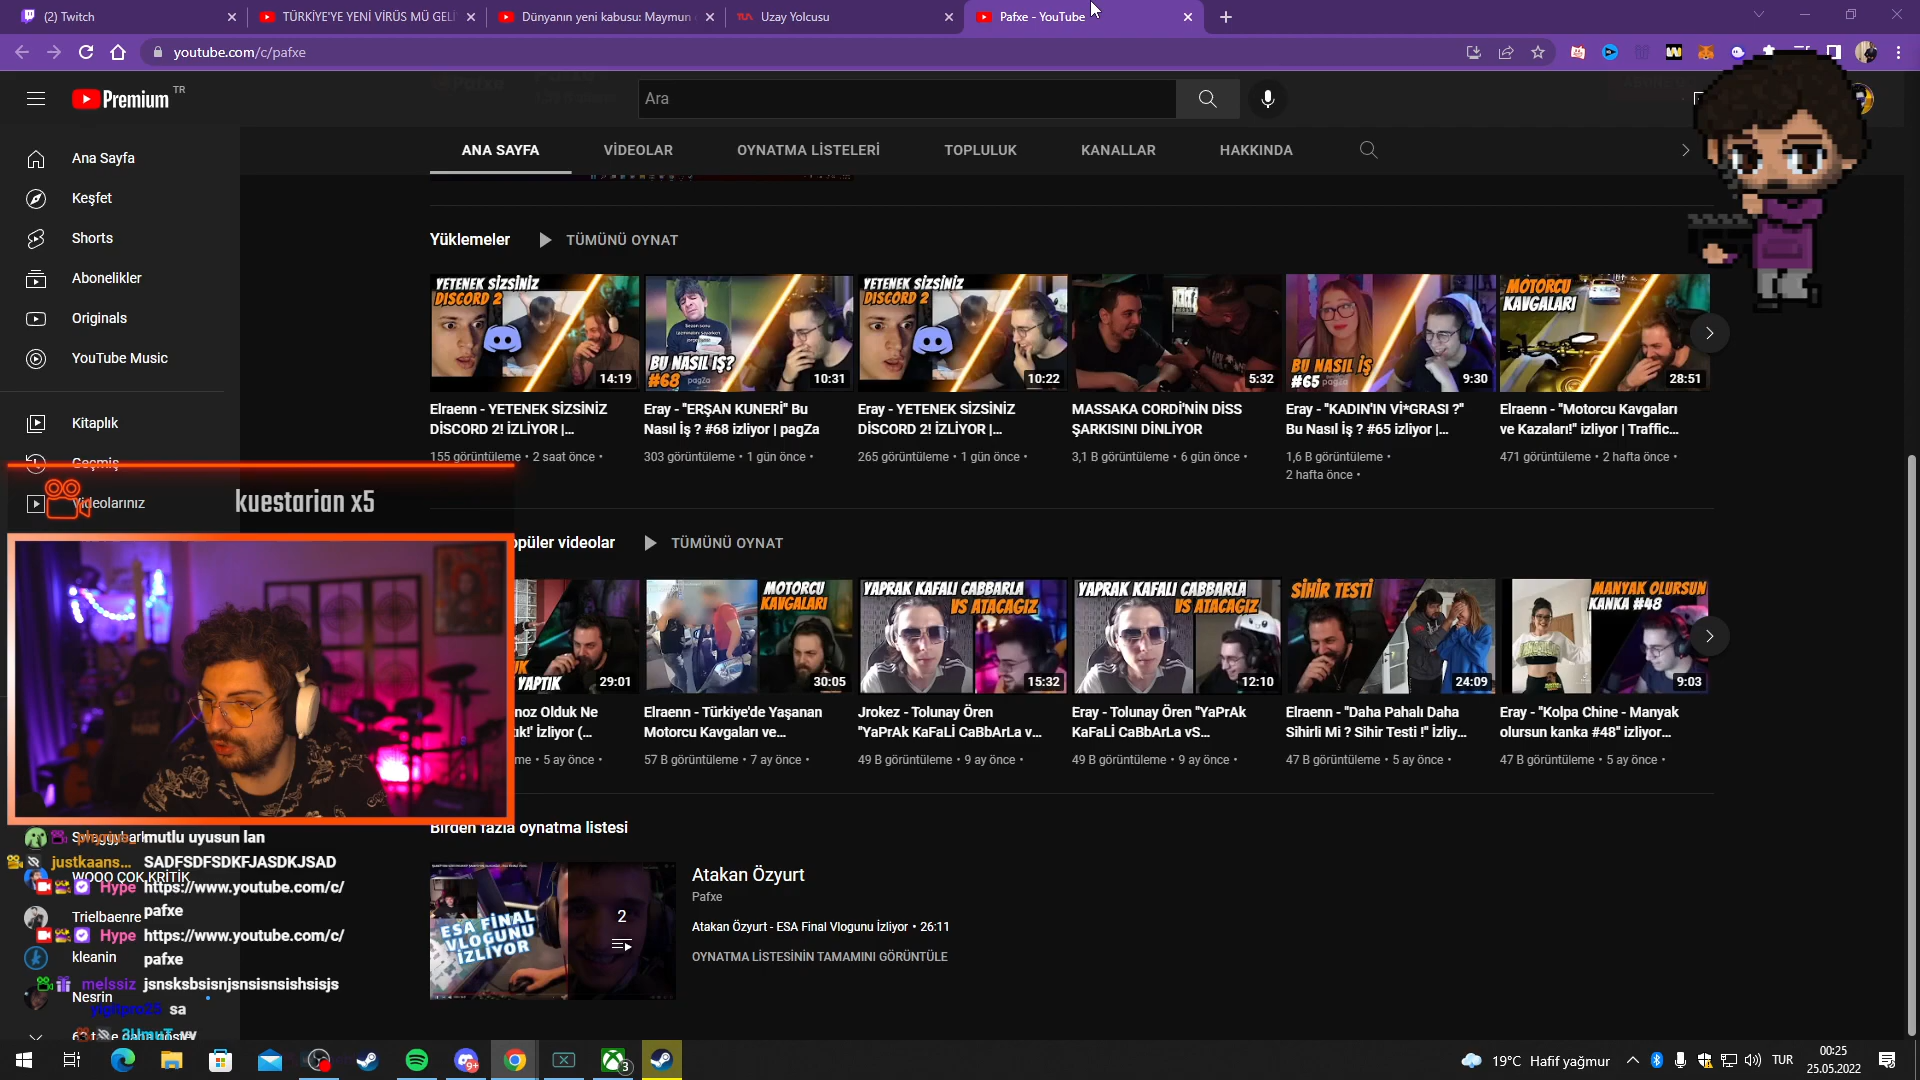 (2) Twitch
TÜRKİYE'YE YENİ VİRÜS MÜ GELİ
Dünyanın yeni kabusu: Maymun
Uzay Yolcusu
Pafxe - YouTube
youtube.com/c/pafxe
Premium TR
Ara
ANA SAYFA
VİDEOLAR
OYNATMA LİSTELERİ
TOPLULUK
KANALLAR
HAKKINDA
Ana Sayfa
Keşfet
Shorts
Abonelikler
Originals
YouTube Music
Kitaplık
Geçmiş
Videolarınız
kuestarian x5
Yüklemeler
TÜMÜNÜ OYNAT
YETENEK SİZSİNİZ
DISCORD 2
14:19
Elraenn - YETENEK SİZSİNİZ
DİSCORD 2! İZLİYOR |...
155 görüntüleme • 2 saat önce •
BU NASIL İŞ?
#68 pagza
10:31
Eray - "ERŞAN KUNERİ" Bu
Nasıl İş ? #68 izliyor | pagZa
303 görüntüleme • 1 gün önce •
YETENEK SİZSİNİZ
DISCORD 2
10:22
Eray - YETENEK SİZSİNİZ
DİSCORD 2! İZLİYOR |...
265 görüntüleme • 1 gün önce •
5:32
MASSAKA CORDİ'NİN DİSS
ŞARKISINI DİNLİYOR
3,1 B görüntüleme • 6 gün önce •
BU NASIL İŞ
#65 pagza
9:30
Eray - "KADIN'IN Vİ*GRASI ?"
Bu Nasıl İş ? #65 izliyor |...
1,6 B görüntüleme •
2 hafta önce •
MOTORCU
KAVGALARI
28:51
Elraenn - "Motorcu Kavgaları
ve Kazaları!" izliyor | Traffic...
471 görüntüleme • 2 hafta önce •
opüler videolar
TÜMÜNÜ OYNAT
YAPTIK
29:01
noz Olduk Ne
ık!' İzliyor (...
me • 5 ay önce •
MOTORCU
KAVGALARI
30:05
Elraenn - Türkiye'de Yaşanan
Motorcu Kavgaları ve...
57 B görüntüleme • 7 ay önce •
YAPRAK KAFALI CABBARLA
VS ATACAGIZ
15:32
Jrokez - Tolunay Ören
"YaPrAk KaFaLİ CaBbArLa v...
49 B görüntüleme • 9 ay önce •
YAPRAK KAFALI CABBARLA
VS ATACAGIZ
12:10
Eray - Tolunay Ören "YaPrAk
KaFaLİ CaBbArLa vS...
49 B görüntüleme • 9 ay önce •
SİHİR TESTİ
24:09
Elraenn - "Daha Pahalı Daha
Sihirli Mi ? Sihir Testi !" İzliy...
47 B görüntüleme • 5 ay önce •
MANYAK OLURSUN
KANKA #48
9:03
Eray - "Kolpa Chine - Manyak
olursun kanka #48" izliyor...
47 B görüntüleme • 5 ay önce •
Birden fazla oynatma listesi
ESA FİNAL
VLOGUNU
İZLİYOR
2
Atakan Özyurt
Pafxe
Atakan Özyurt - ESA Final Vlogunu İzliyor • 26:11
OYNATMA LİSTESİNİN TAMAMINI GÖRÜNTÜLE
mutlu uyusun lan
justkaans... SADFSDFSDKFJASDKJSAD
WOOO ÇOK KRİTİK
Hype https://www.youtube.com/c/
pafxe
Trielbaenre
Hype https://www.youtube.com/c/
pafxe
kleanin
melssiz jsnsksbsisnjsnsisnsishsisjs
Nesrin
sa
3UmuT vy
19°C Hafif yağmur
TUR
00:25
25.05.2022